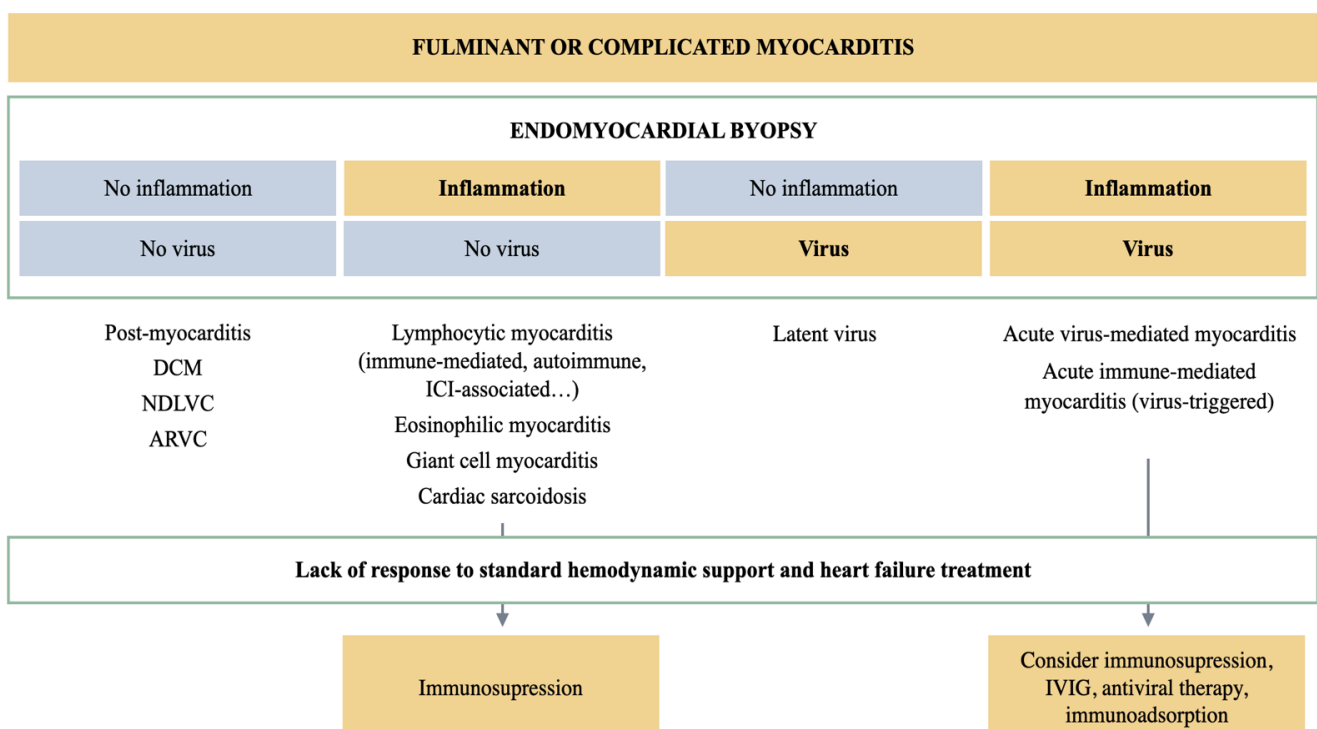 FULMINANT OR COMPLICATED MYOCARDITIS
ENDOMYOCARDIAL BYOPSY
No inflammation
Inflammation
No inflammation
Inflammation
No virus
No virus
Virus
Virus
Post-myocarditis
DCM
NDLVC
ARVC
Lymphocytic myocarditis
(immune-mediated, autoimmune,
ICI-associated…)
Eosinophilic myocarditis
Giant cell myocarditis
Cardiac sarcoidosis
Latent virus
Acute virus-mediated myocarditis
Acute immune-mediated
myocarditis (virus-triggered)
Lack of response to standard hemodynamic support and heart failure treatment
Immunosupression
Consider immunosupression,
IVIG, antiviral therapy,
immunoadsorption